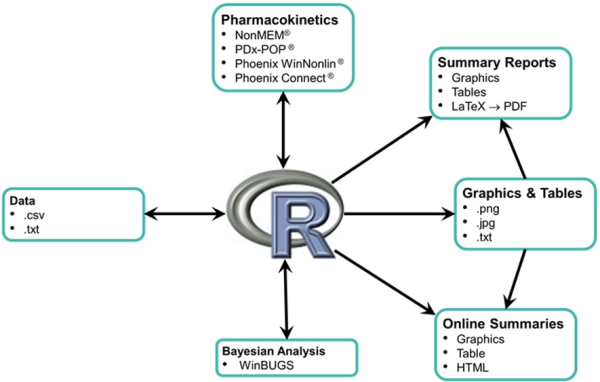 Pharmacokinetics
• NonMEM®
• PDx-POP®
• Phoenix WinNonlin®
• Phoenix Connect®
Summary Reports
• Graphics
• Tables
• LaTeX → PDF
Data
• .csv
• .txt
R
Graphics & Tables
• .png
• .jpg
• .txt
Bayesian Analysis
• WinBUGS
Online Summaries
• Graphics
• Table
• HTML